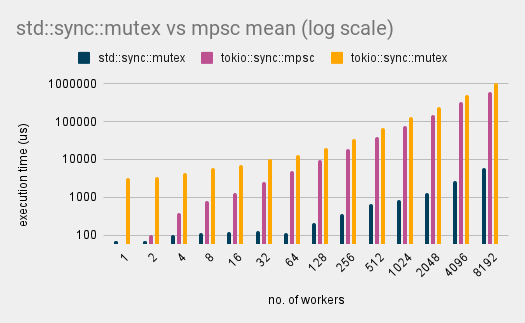 std::sync::mutex vs mpsc mean (log scale)
std::sync::mutex tokio::sync::mpsc tokio::sync::mutex
execution time (us)
1000000
100000
10000
1000
100
1 2 4 8 16 32 64 128 256 512 1024 2048 4096 8192
no. of workers